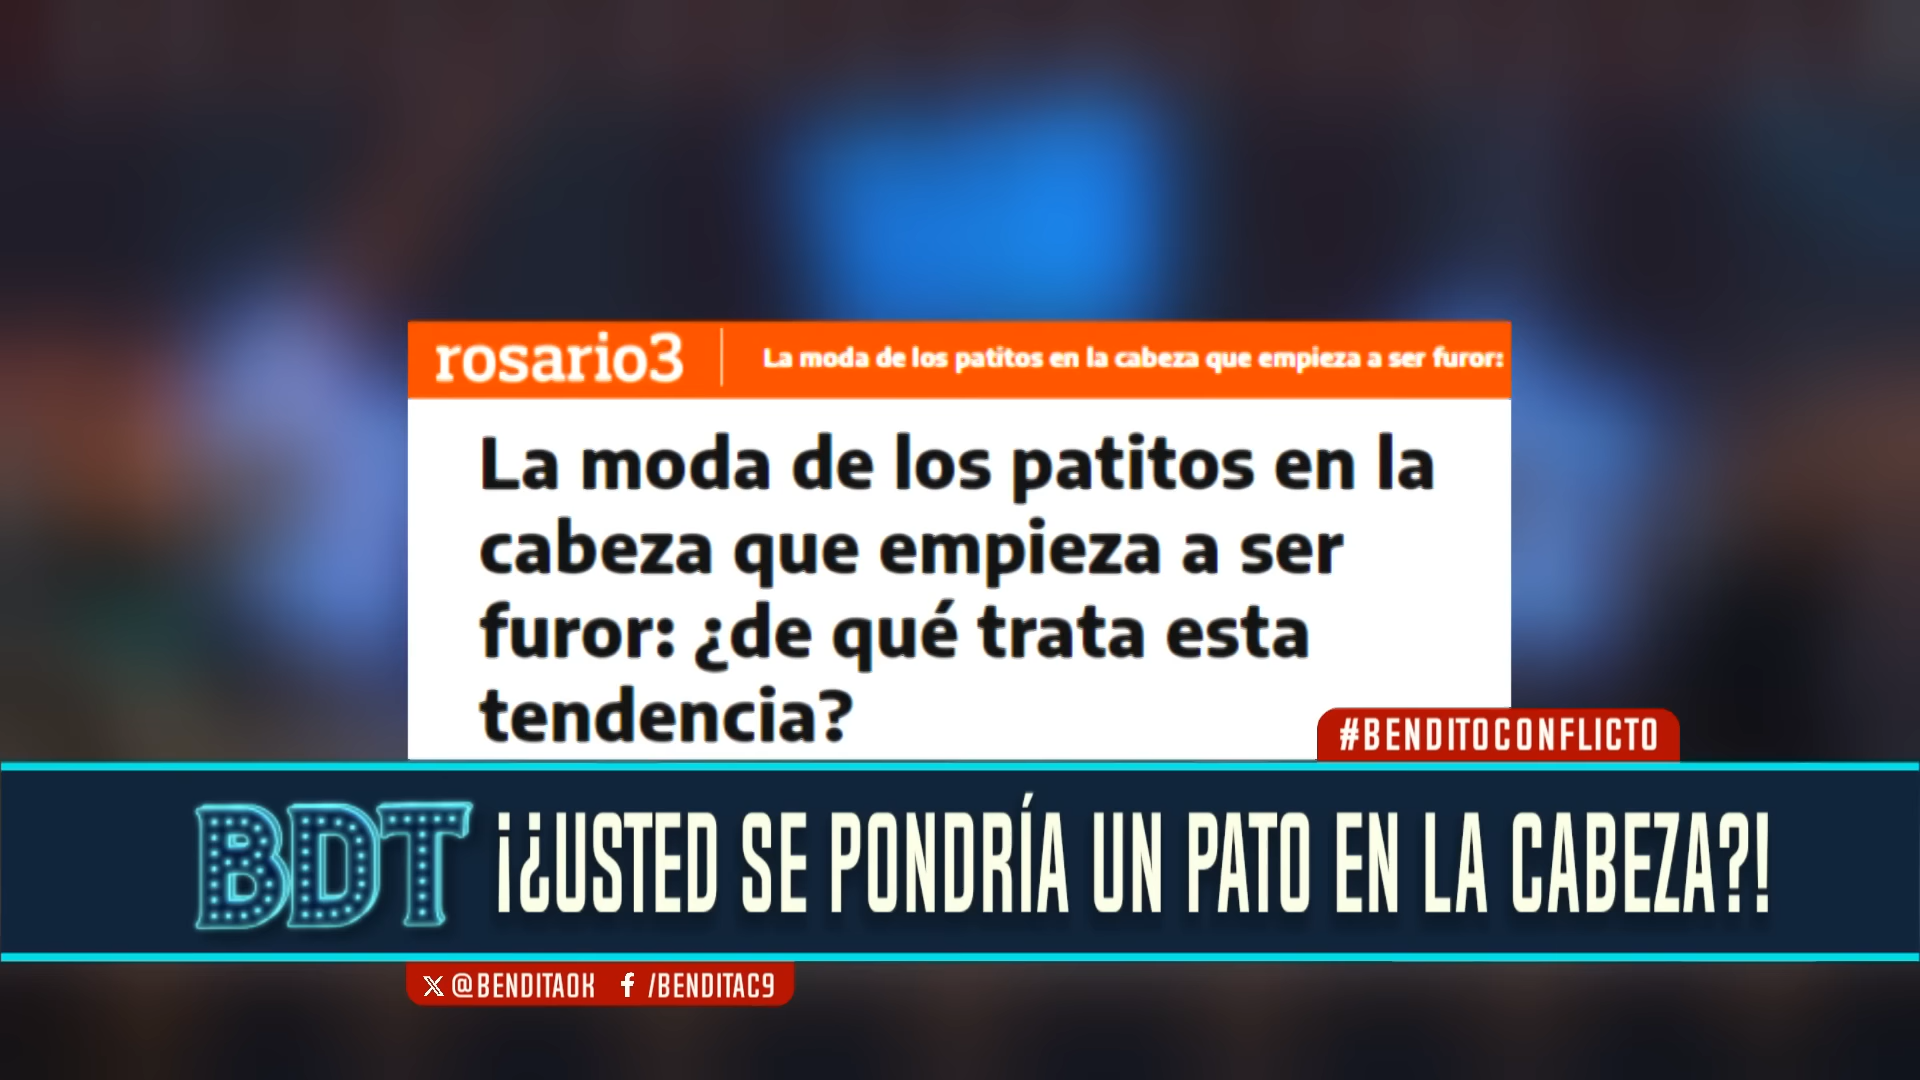 rosario3
La moda de los patitos en la cabeza que empieza a ser furor:
La moda de los patitos en la
cabeza que empieza a ser
furor: ¿de qué trata esta
tendencia?
#BENDITOCONFLICTO
BDT
¡¿USTED SE PONDRÍA UN PATO EN LA CABEZA?!
X @BENDITAOK f /BENDITAC9